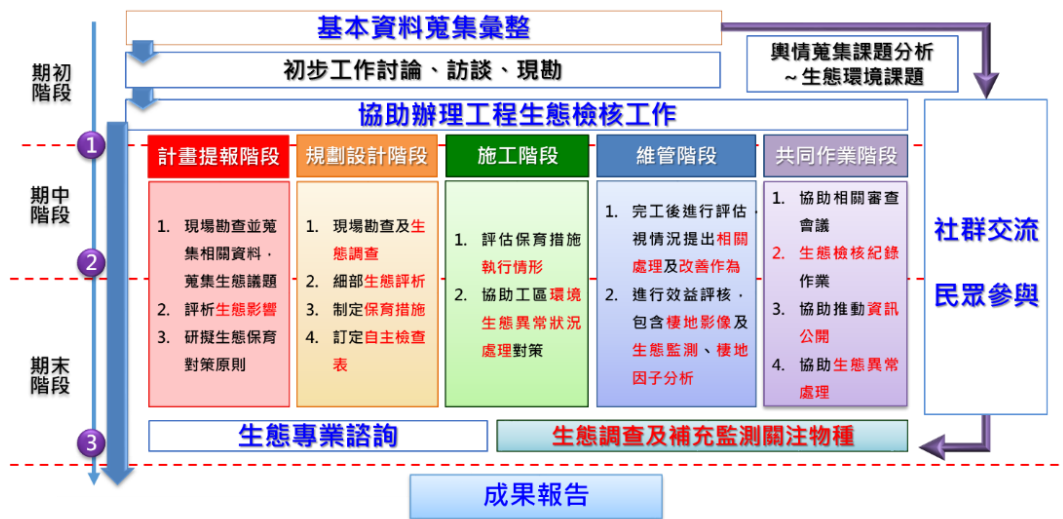 基本資料蒐集彙整
初步工作討論、訪談、現勘
輿情蒐集課題分析
~生態環境課題
協助辦理工程生態檢核工作
期初
階段
1
期中
階段
2
期末
階段
3
計畫提報階段
1. 現場勘查並蒐
集相關資料，
蒐集生態議題
2. 評析生態影響
3. 研擬生態保育
對策原則
規劃設計階段
1. 現場勘查及生
態調查
2. 細部生態評析
3. 制定保育措施
4. 訂定自主檢查
表
施工階段
1. 評估保育措施
執行情形
2. 協助工區環境
生態異常狀況
處理對策
維管階段
1. 完工後進行評估，
視情況提出相關
處理及改善作為
2. 進行效益評核，
包含棲地影像及
生態監測、棲地
因子分析
共同作業階段
1. 協助相關審查
會議
2. 生態檢核紀錄
作業
3. 協助推動資訊
公開
4. 協助生態異常
處理
社群交流
民眾參與
生態專業諮詢
生態調查及補充監測關注物種
成果報告